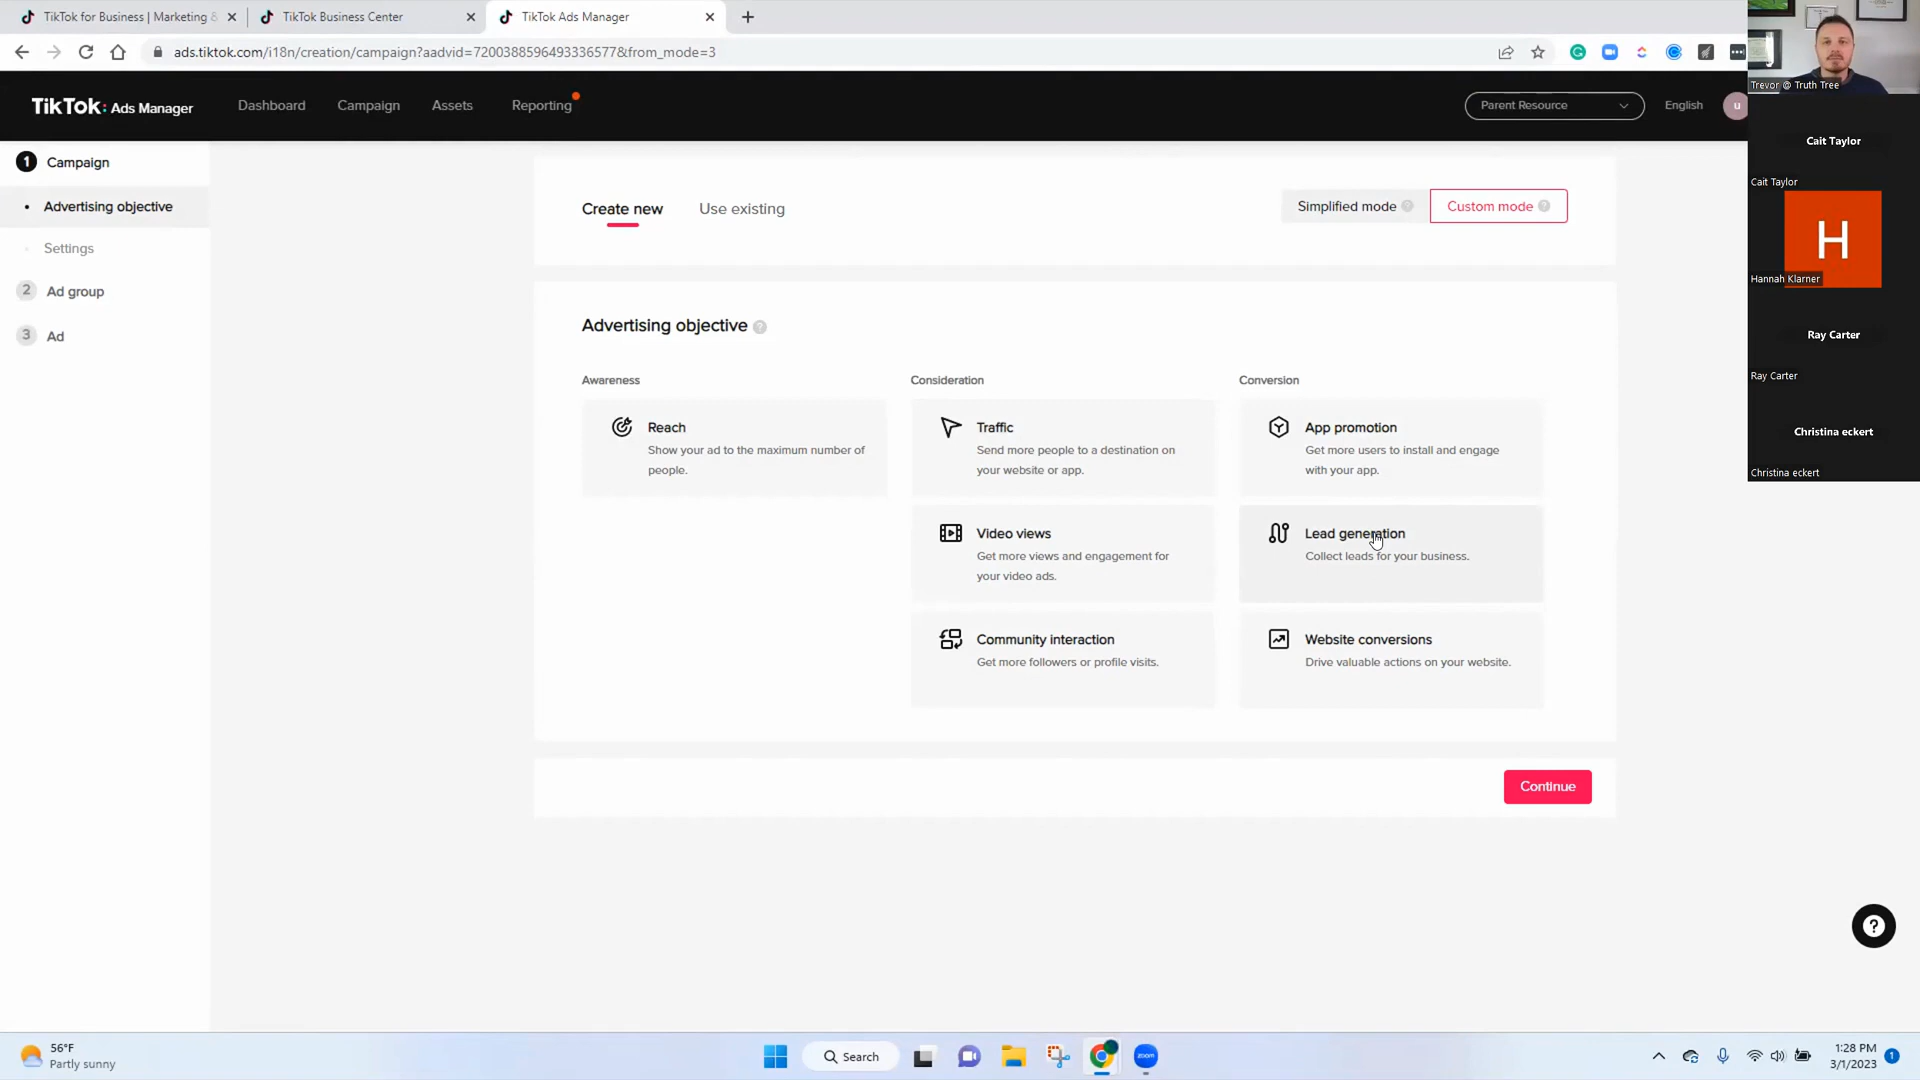 TikTok for Business | Marketing &
TikTok Business Center
TikTok Ads Manager
ads.tiktok.com/i18n/creation/campaign?aadvid=7200388596493336577&from_mode=3
TikTok: Ads Manager
Dashboard
Campaign
Assets
Reporting
Parent Resource
English
u
1 Campaign
Advertising objective
Settings
2 Ad group
3 Ad
Create new
Use existing
Simplified mode ?
Custom mode ?
Advertising objective ?
Awareness
Reach
Show your ad to the maximum number of
people.
Consideration
Traffic
Send more people to a destination on
your website or app.
Video views
Get more views and engagement for
your video ads.
Community interaction
Get more followers or profile visits.
Conversion
App promotion
Get more users to install and engage
with your app.
Lead generation
Collect leads for your business.
Website conversions
Drive valuable actions on your website.
Continue
Trevor @ Truth Tree
Cait Taylor
Cait Taylor
H
Hannah Klarner
Ray Carter
Ray Carter
Christina eckert
Christina eckert
?
56°F
Partly sunny
Search
zoom
1:28 PM
3/1/2023
1